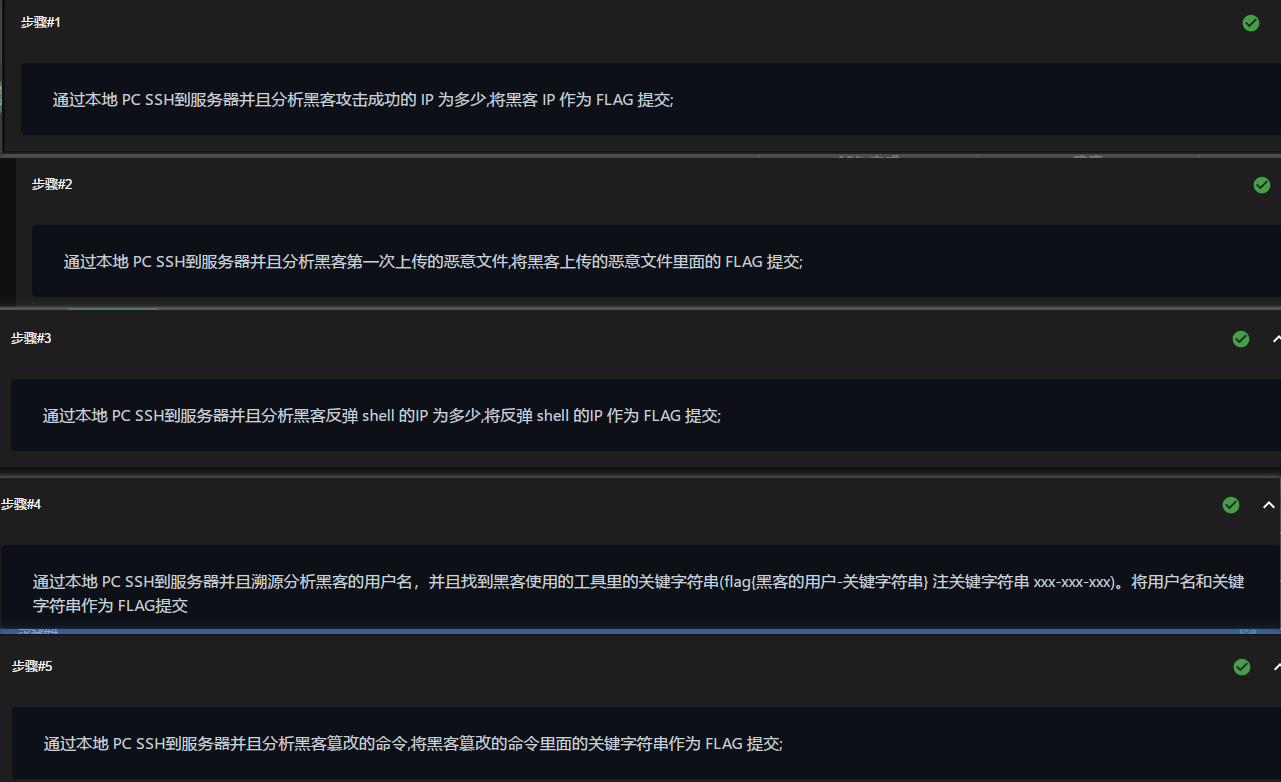 步骤#1
通过本地 PC SSH到服务器并且分析黑客攻击成功的 IP 为多少,将黑客 IP 作为 FLAG 提交;
步骤#2
通过本地 PC SSH到服务器并且分析黑客第一次上传的恶意文件,将黑客上传的恶意文件里面的 FLAG 提交;
步骤#3
通过本地 PC SSH到服务器并且分析黑客反弹 shell 的IP 为多少,将反弹 shell 的IP 作为 FLAG 提交;
步骤#4
通过本地 PC SSH到服务器并且溯源分析黑客的用户名，并且找到黑客使用的工具里的关键字符串(flag{黑客的用户-关键字符串} 注关键字符串 xxx-xxx-xxx)。将用户名和关键
字符串作为 FLAG提交
步骤#5
通过本地 PC SSH到服务器并且分析黑客篡改的命令,将黑客篡改的命令里面的关键字符串作为 FLAG 提交;